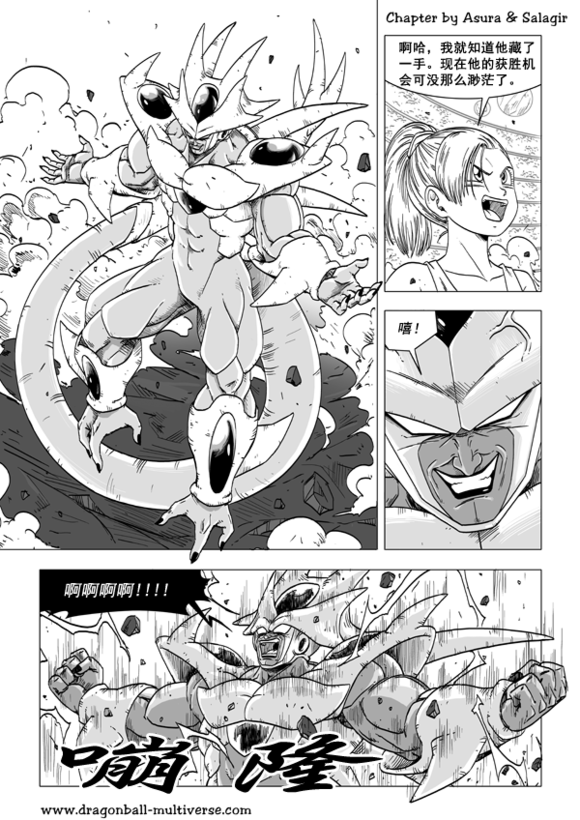 Chapter by Asura & Salagir
啊哈，我就知道他藏了
一手。现在他的获胜机
会可没那么渺茫了。
嘻！
啊啊啊啊！！！！
嘣 隆
www.dragonball-multiverse.com